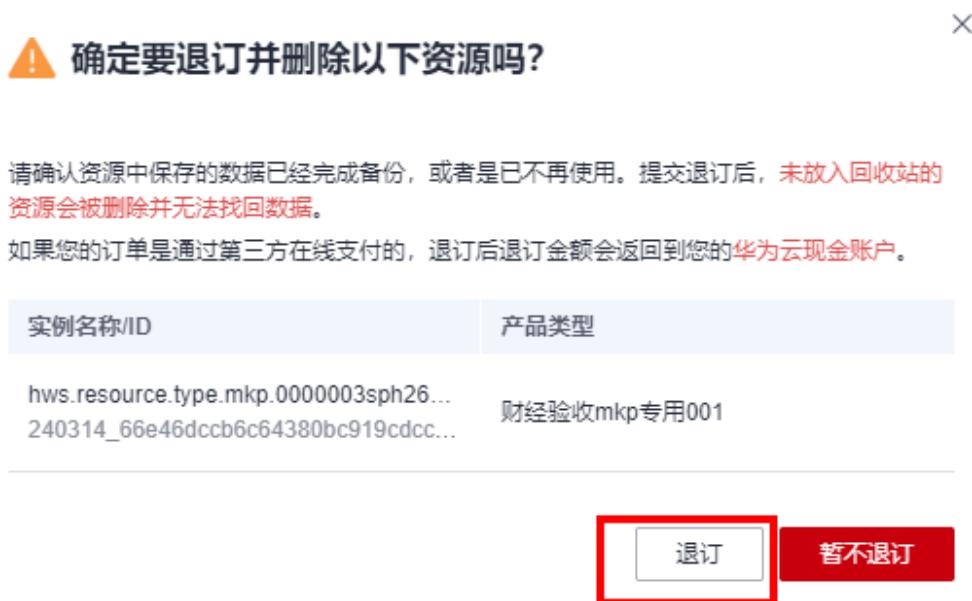 确定要退订并删除以下资源吗？
请确认资源中保存的数据已经完成备份，或者是已不再使用。提交退订后，未放入回收站的
资源会被删除并无法找回数据。
如果您的订单是通过第三方在线支付的，退订后退订金额会返回到您的华为云现金账户。
实例名称/ID 产品类型
hws.resource.type.mkp.0000003sph26...
240314_66e46dccb6c64380bc919cdcc...
财经验收mkp专用001
退订 暂不退订